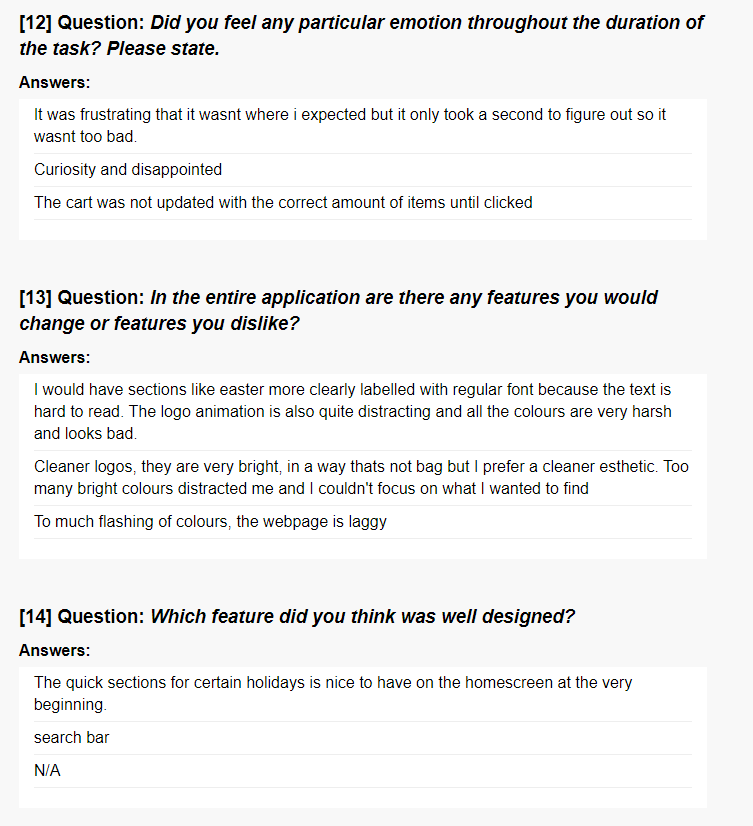 [12] Question: Did you feel any particular emotion throughout the duration of
the task? Please state.
Answers:
It was frustrating that it wasnt where i expected but it only took a second to figure out so it
wasnt too bad.
Curiosity and disappointed
The cart was not updated with the correct amount of items until clicked
[13] Question: In the entire application are there any features you would
change or features you dislike?
Answers:
I would have sections like easter more clearly labelled with regular font because the text is
hard to read. The logo animation is also quite distracting and all the colours are very harsh
and looks bad.
Cleaner logos, they are very bright, in a way thats not bag but I prefer a cleaner esthetic. Too
many bright colours distracted me and I couldn't focus on what I wanted to find
To much flashing of colours, the webpage is laggy
[14] Question: Which feature did you think was well designed?
Answers:
The quick sections for certain holidays is nice to have on the homescreen at the very
beginning.
search bar
N/A